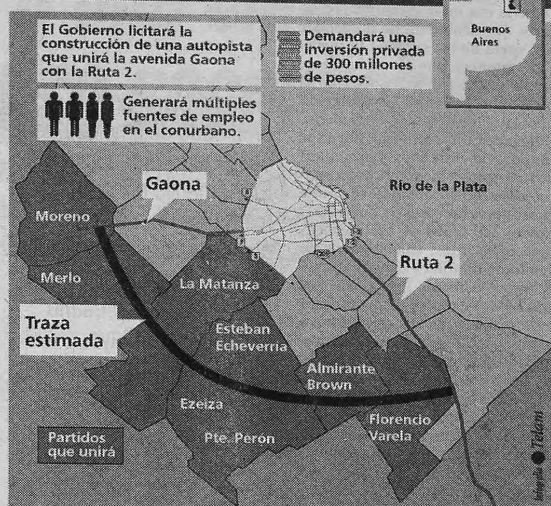 El Gobierno licitará la
construcción de una autopista
que unirá la avenida Gaona
con la Ruta 2.
Demandará una
inversión privada
de 300 millones
de pesos.
Buenos
Aires
Generará múltiples
fuentes de empleo
en el conurbano.
Gaona
Río de la Plata
Moreno
Ruta 2
Merlo
La Matanza
Traza
estimada
Esteban
Echeverría
Almirante
Brown
Ezeiza
Florencio
Varela
Pte. Perón
Partidos
que unirá
Infografía Télam